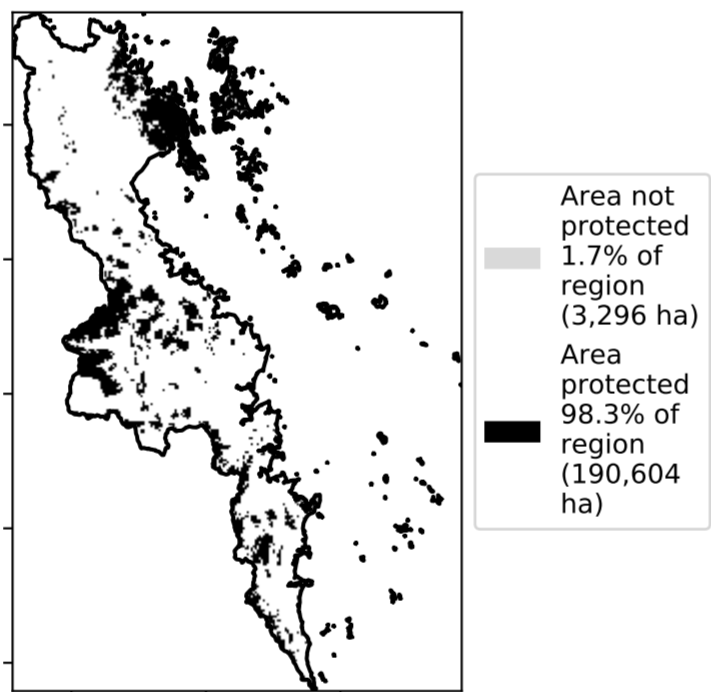 Area not
protected
1.7% of
region
(3,296 ha)
Area
protected
98.3% of
region
(190,604
ha)